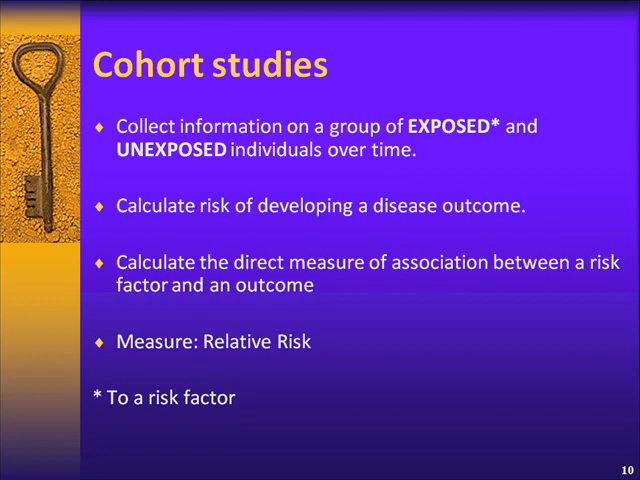 Cohort studies
♦ Collect information on a group of EXPOSED* and
UNEXPOSED individuals over time.
♦ Calculate risk of developing a disease outcome.
♦ Calculate the direct measure of association between a risk
factor and an outcome
♦ Measure: Relative Risk
* To a risk factor
10